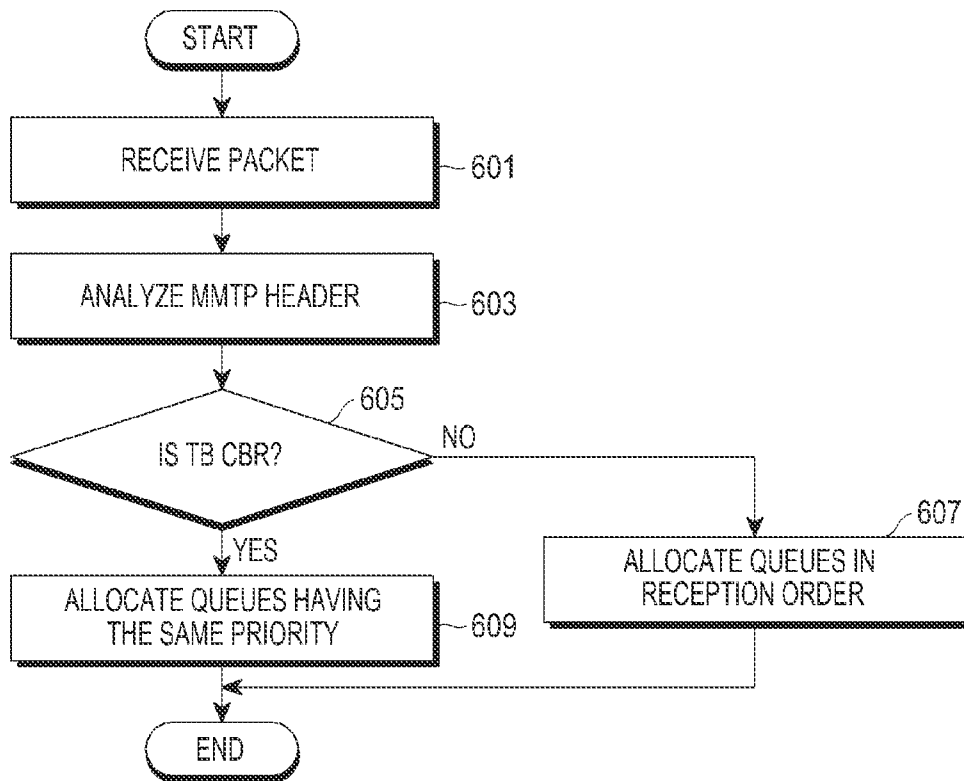 START
RECEIVE PACKET
601
ANALYZE MMTP HEADER
603
605
IS TB CBR?
NO
YES
607
ALLOCATE QUEUES IN
RECEPTION ORDER
ALLOCATE QUEUES HAVING
THE SAME PRIORITY
609
END